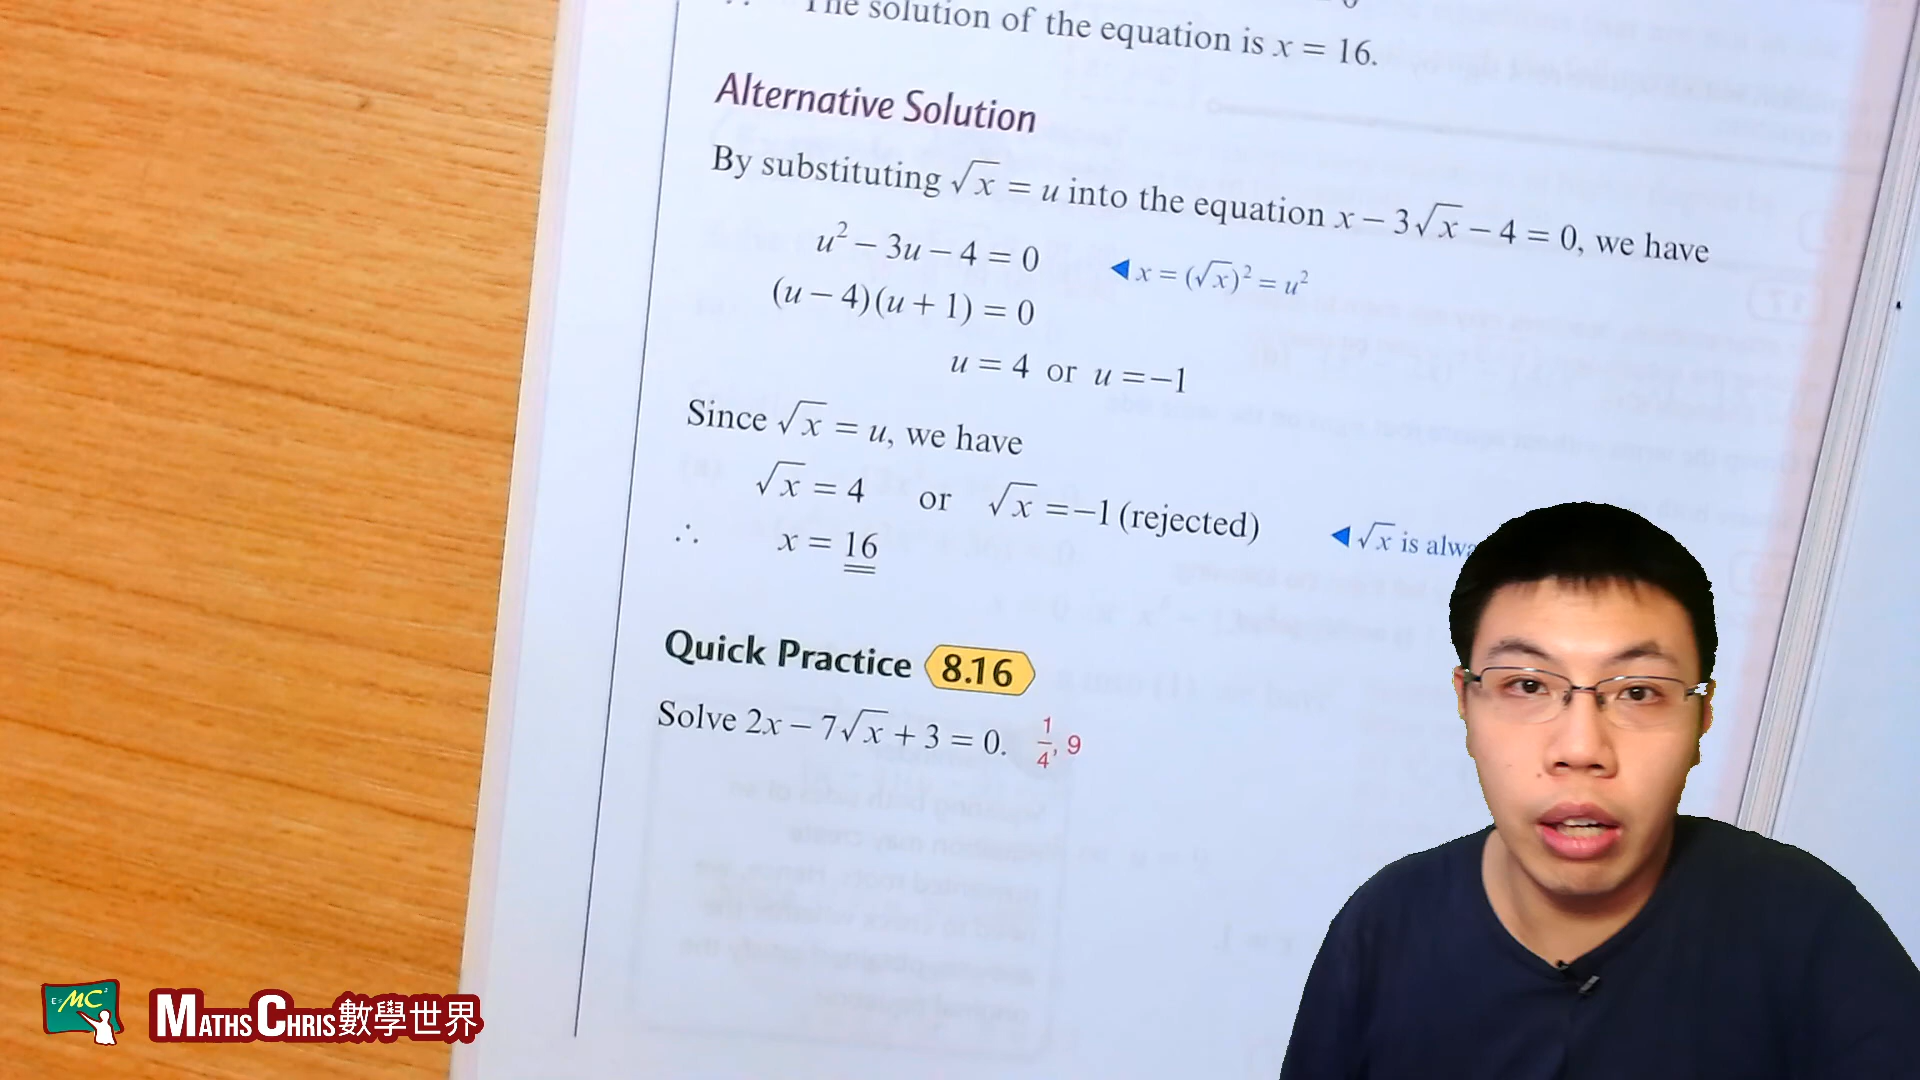 The solution of the equation is x = 16.
Alternative Solution
By substituting √x = u into the equation x − 3√x − 4 = 0, we have
u² − 3u − 4 = 0 ◀ x = (√x)² = u²
(u − 4)(u + 1) = 0
u = 4 or u = −1
Since √x = u, we have
√x = 4 or √x = −1 (rejected) ◀ √x is
∴ x = 16
Quick Practice 8.16
Solve 2x − 7√x + 3 = 0. 1/4, 9
MATHS CHRIS數學世界
E=MC²